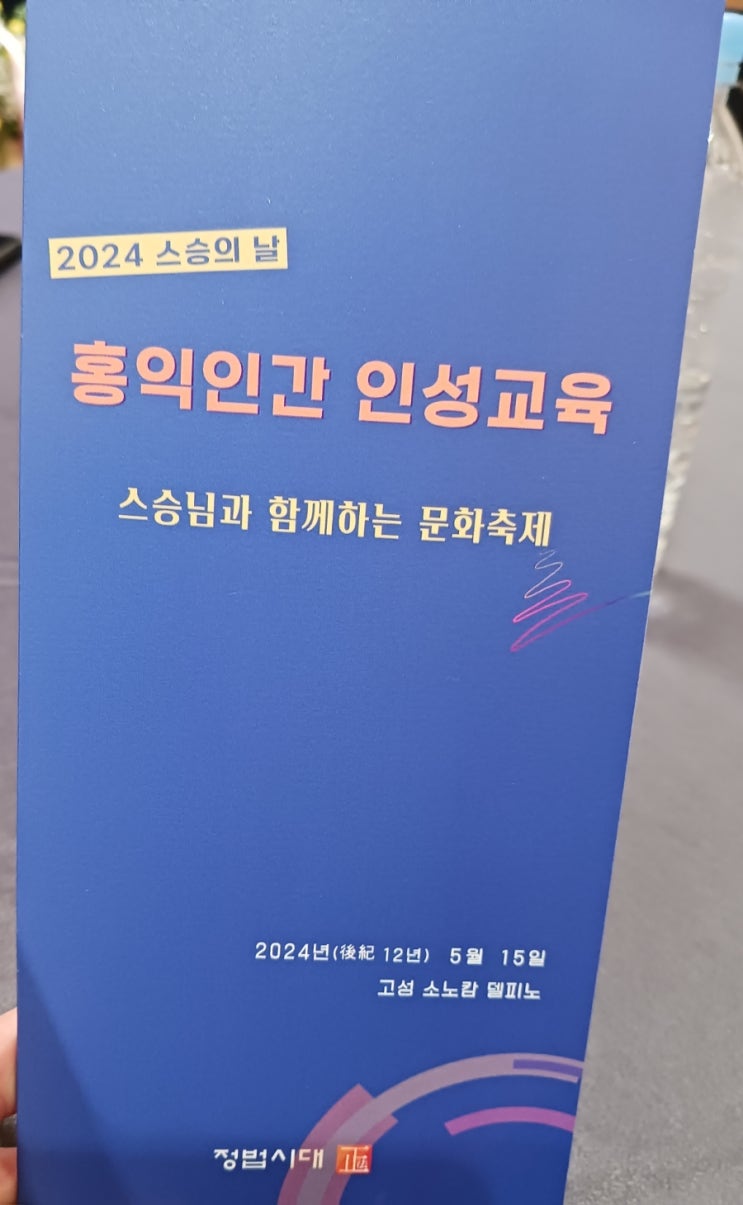 2024 스승의 날
홍익인간 인성교육
스승님과 함께하는 문화축제
2024년(後紀 12년) 5월 15일
고성 소노캄 델피노
정법시대 正法